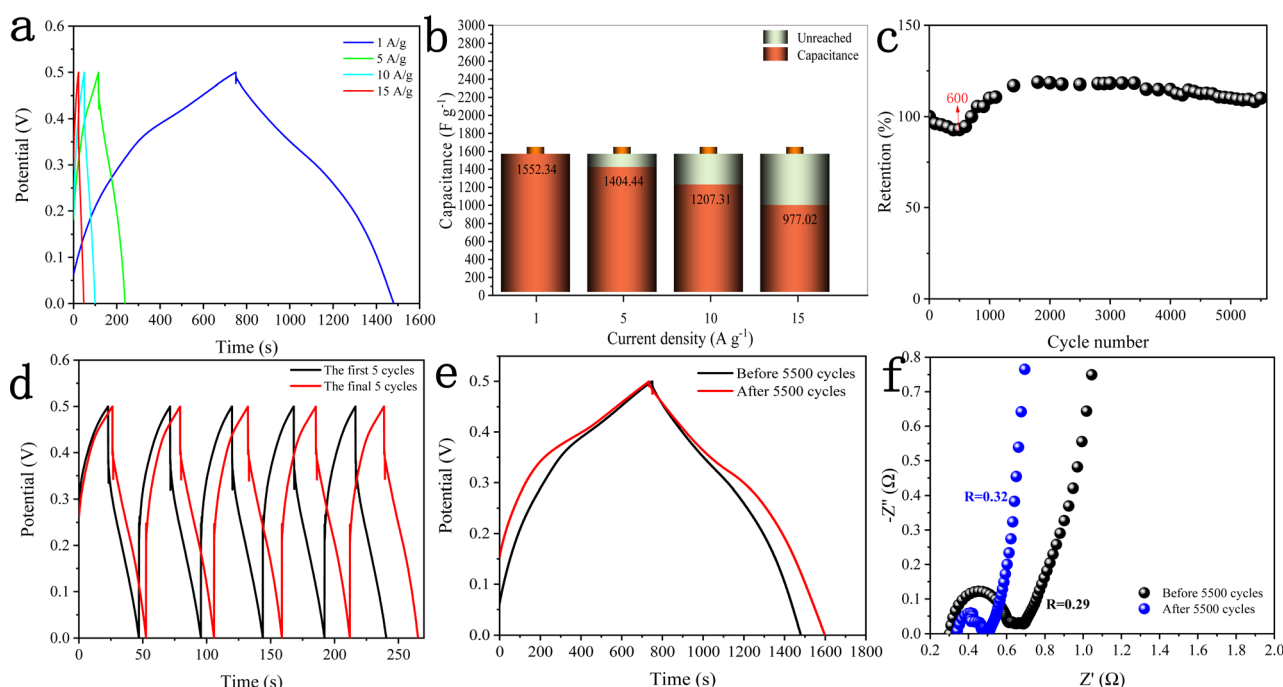 a
0.6
0.5
0.4
0.3
0.2
0.1
0.0
Potential (V)
1 A/g
5 A/g
10 A/g
15 A/g
0 200 400 600 800 1000 1200 1400 1600
Time (s)
b
3000
2800
2600
2400
2200
2000
1800
1600
1400
1200
1000
800
600
400
200
0
Capacitance (F g⁻¹)
Unreached
Capacitance
1552.34
1404.44
1207.31
977.02
1 5 10 15
Current density (A g⁻¹)
c
150
100
50
0
Retention (%)
600
0 1000 2000 3000 4000 5000
Cycle number
d
0.6
0.5
0.4
0.3
0.2
0.1
0.0
Potential (V)
The first 5 cycles
The final 5 cycles
0 50 100 150 200 250
Time (s)
e
0.5
0.4
0.3
0.2
0.1
0.0
Potential (V)
Before 5500 cycles
After 5500 cycles
0 200 400 600 800 1000 1200 1400 1600 1800
Time (s)
f
0.8
0.7
0.6
0.5
0.4
0.3
0.2
0.1
0.0
-Z'' (Ω)
R=0.32
R=0.29
Before 5500 cycles
After 5500 cycles
0.2 0.4 0.6 0.8 1.0 1.2 1.4 1.6 1.8 2.0
Z' (Ω)